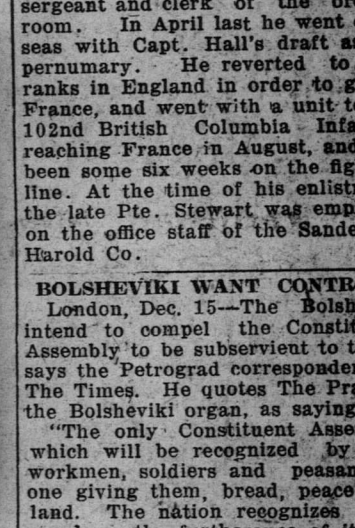 sergeant and clerk of the or
room. In April last he went
seas with Capt. Hall's draft a
pernumary. He reverted to
ranks in England in order to g
France, and went with a unit t
102nd British Columbia Infa
reaching France in August, and
been some six weeks on the fig
line. At the time of his enlist
the late Pte. Stewart was emp
on the office staff of the Sande
Harold Co.
BOLSHEVIKI WANT CONTR
London, Dec. 15—The Bolsh
intend to compel the Constit
Assembly to be subservient to t
says the Petrograd corresponde
The Times. He quotes The Pra
the Bolsheviki organ, as saying
"The only Constituent Asse
which will be recognized by
workmen, soldiers and peasan
one giving them, bread, peace
land. The nation recognizes